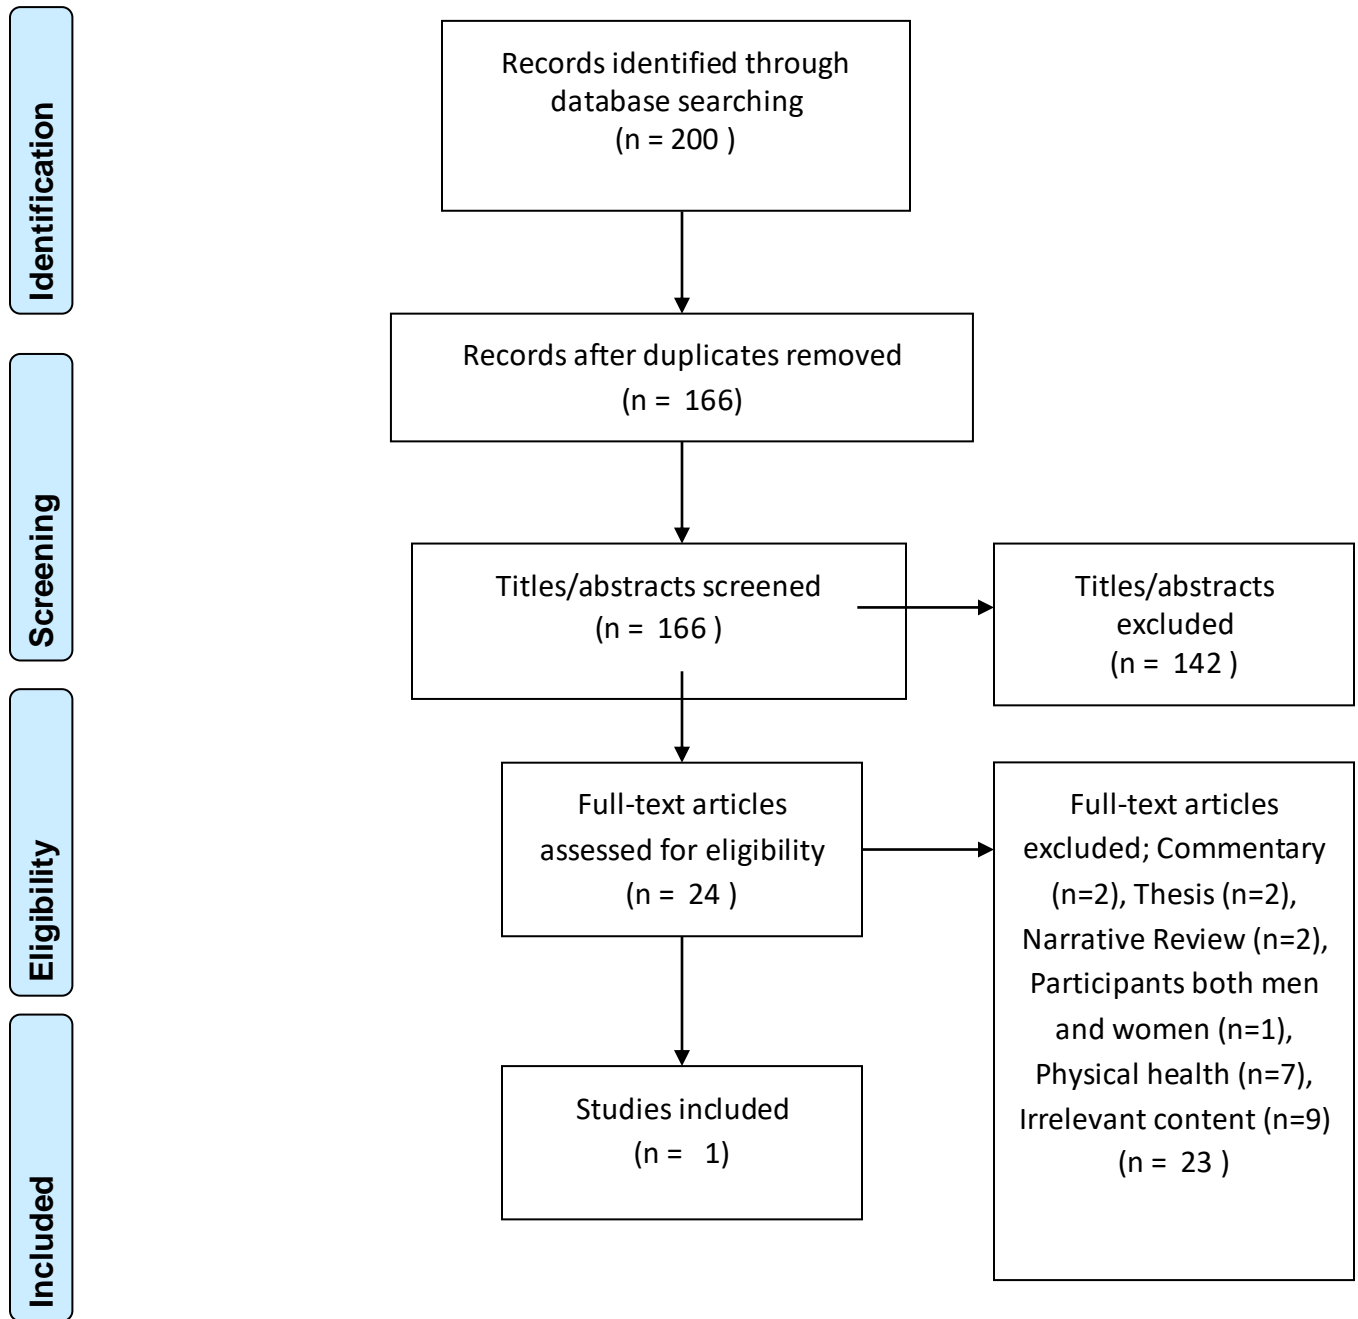 Identification
Records identified through
database searching
(n = 200 )
Records after duplicates removed
(n =  166)
Screening
Titles/abstracts screened
(n =  166 )
Titles/abstracts
excluded
(n =  142 )
Eligibility
Full-text articles
assessed for eligibility
(n =  24 )
Full-text articles
excluded; Commentary
(n=2), Thesis (n=2),
Narrative Review (n=2),
Participants both men
and women (n=1),
Physical health (n=7),
Irrelevant content (n=9)
(n =  23 )
Included
Studies included
(n =   1)